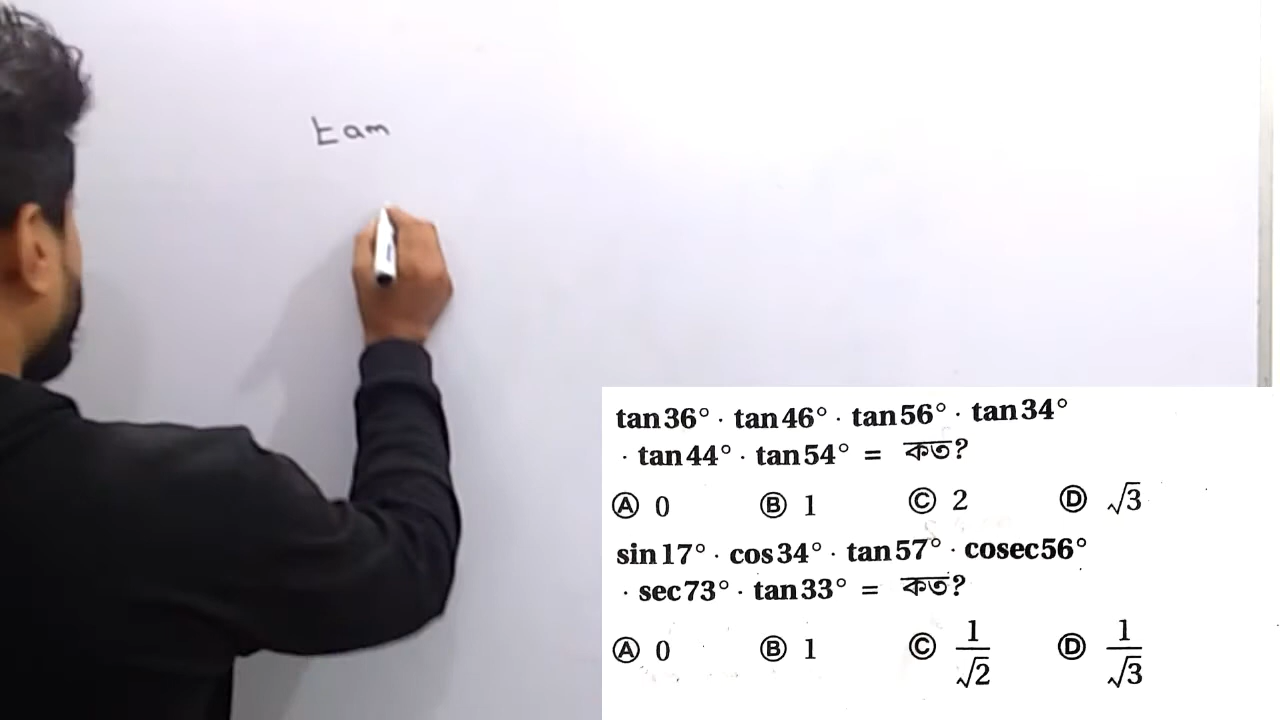 tan
tan 36° · tan 46° · tan 56° · tan 34°
· tan 44° · tan 54° = কত?
Ⓐ 0 Ⓑ 1 Ⓒ 2 Ⓓ √3
sin 17° · cos 34° · tan 57° · cosec 56°
· sec 73° · tan 33° = কত?
Ⓐ 0 Ⓑ 1 Ⓒ 1/√2 Ⓓ 1/√3